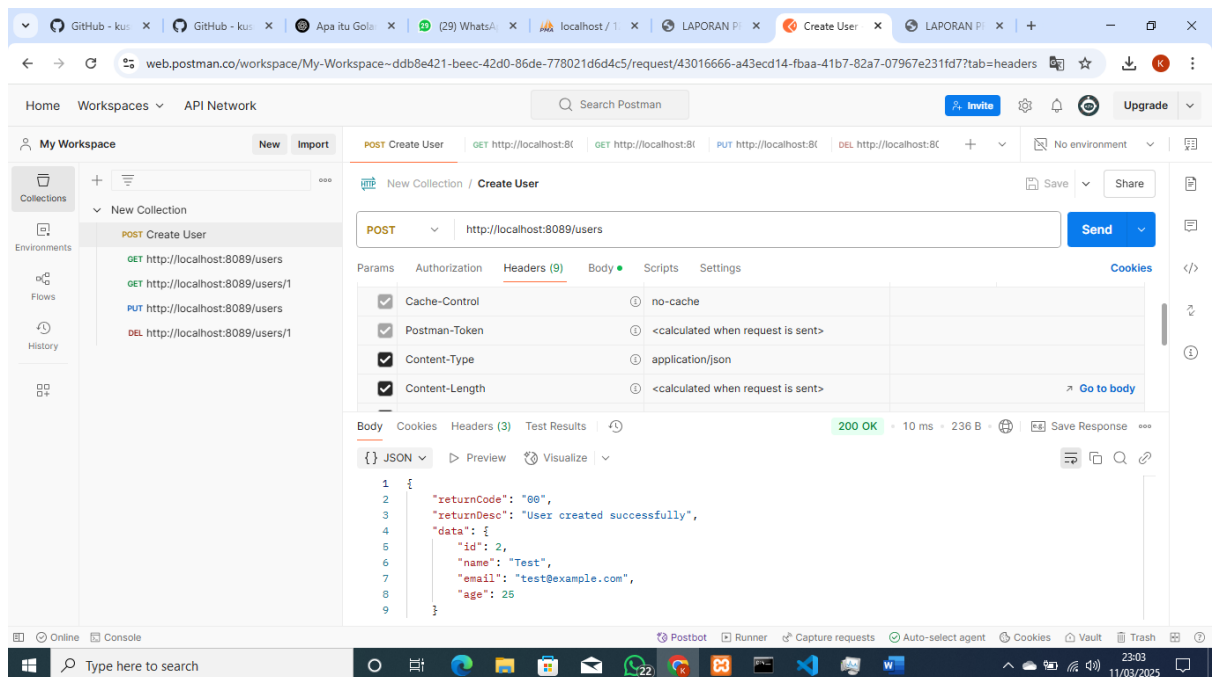 GitHub - kus
GitHub - kus
Apa itu Gola
(29) WhatsA
localhost / 1
LAPORAN P
Create User
LAPORAN P
web.postman.co/workspace/My-Workspace~ddb8e421-beec-42d0-86de-778021d6d4c5/request/43016666-a43ecd14-fbaa-41b7-82a7-07967e231fd7?tab=headers
K
Home Workspaces API Network
Search Postman
Invite
Upgrade
My Workspace
New Import
POST Create User
GET http://localhost:80
GET http://localhost:80
PUT http://localhost:80
DEL http://localhost:80
No environment
Collections
Environments
Flows
History
New Collection
POST Create User
GET http://localhost:8089/users
GET http://localhost:8089/users/1
PUT http://localhost:8089/users
DEL http://localhost:8089/users/1
HTTP New Collection / Create User
Save Share
POST http://localhost:8089/users
Send
Params Authorization Headers (9) Body Scripts Settings
Cookies
Cache-Control no-cache
Postman-Token <calculated when request is sent>
Content-Type application/json
Content-Length <calculated when request is sent> Go to body
Body Cookies Headers (3) Test Results
200 OK • 10 ms • 236 B • e.g. Save Response
{} JSON Preview Visualize
1 {
2 "returnCode": "00",
3 "returnDesc": "User created successfully",
4 "data": {
5 "id": 2,
6 "name": "Test",
7 "email": "test@example.com",
8 "age": 25
9 }
Online Console
Postbot Runner Capture requests Auto-select agent Cookies Vault Trash
Type here to search
22
23:03
11/03/2025